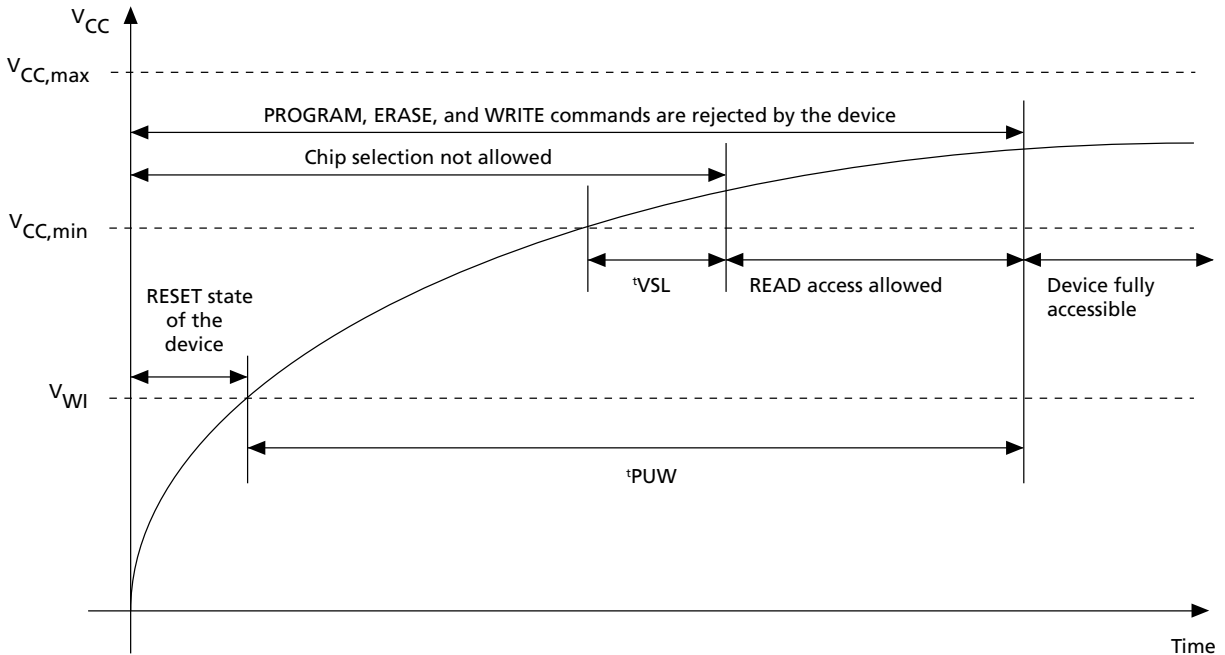 VCC
VCC,max
PROGRAM, ERASE, and WRITE commands are rejected by the device
Chip selection not allowed
VCC,min
tVSL
READ access allowed
Device fully
accessible
RESET state
of the
device
VWI
tPUW
Time